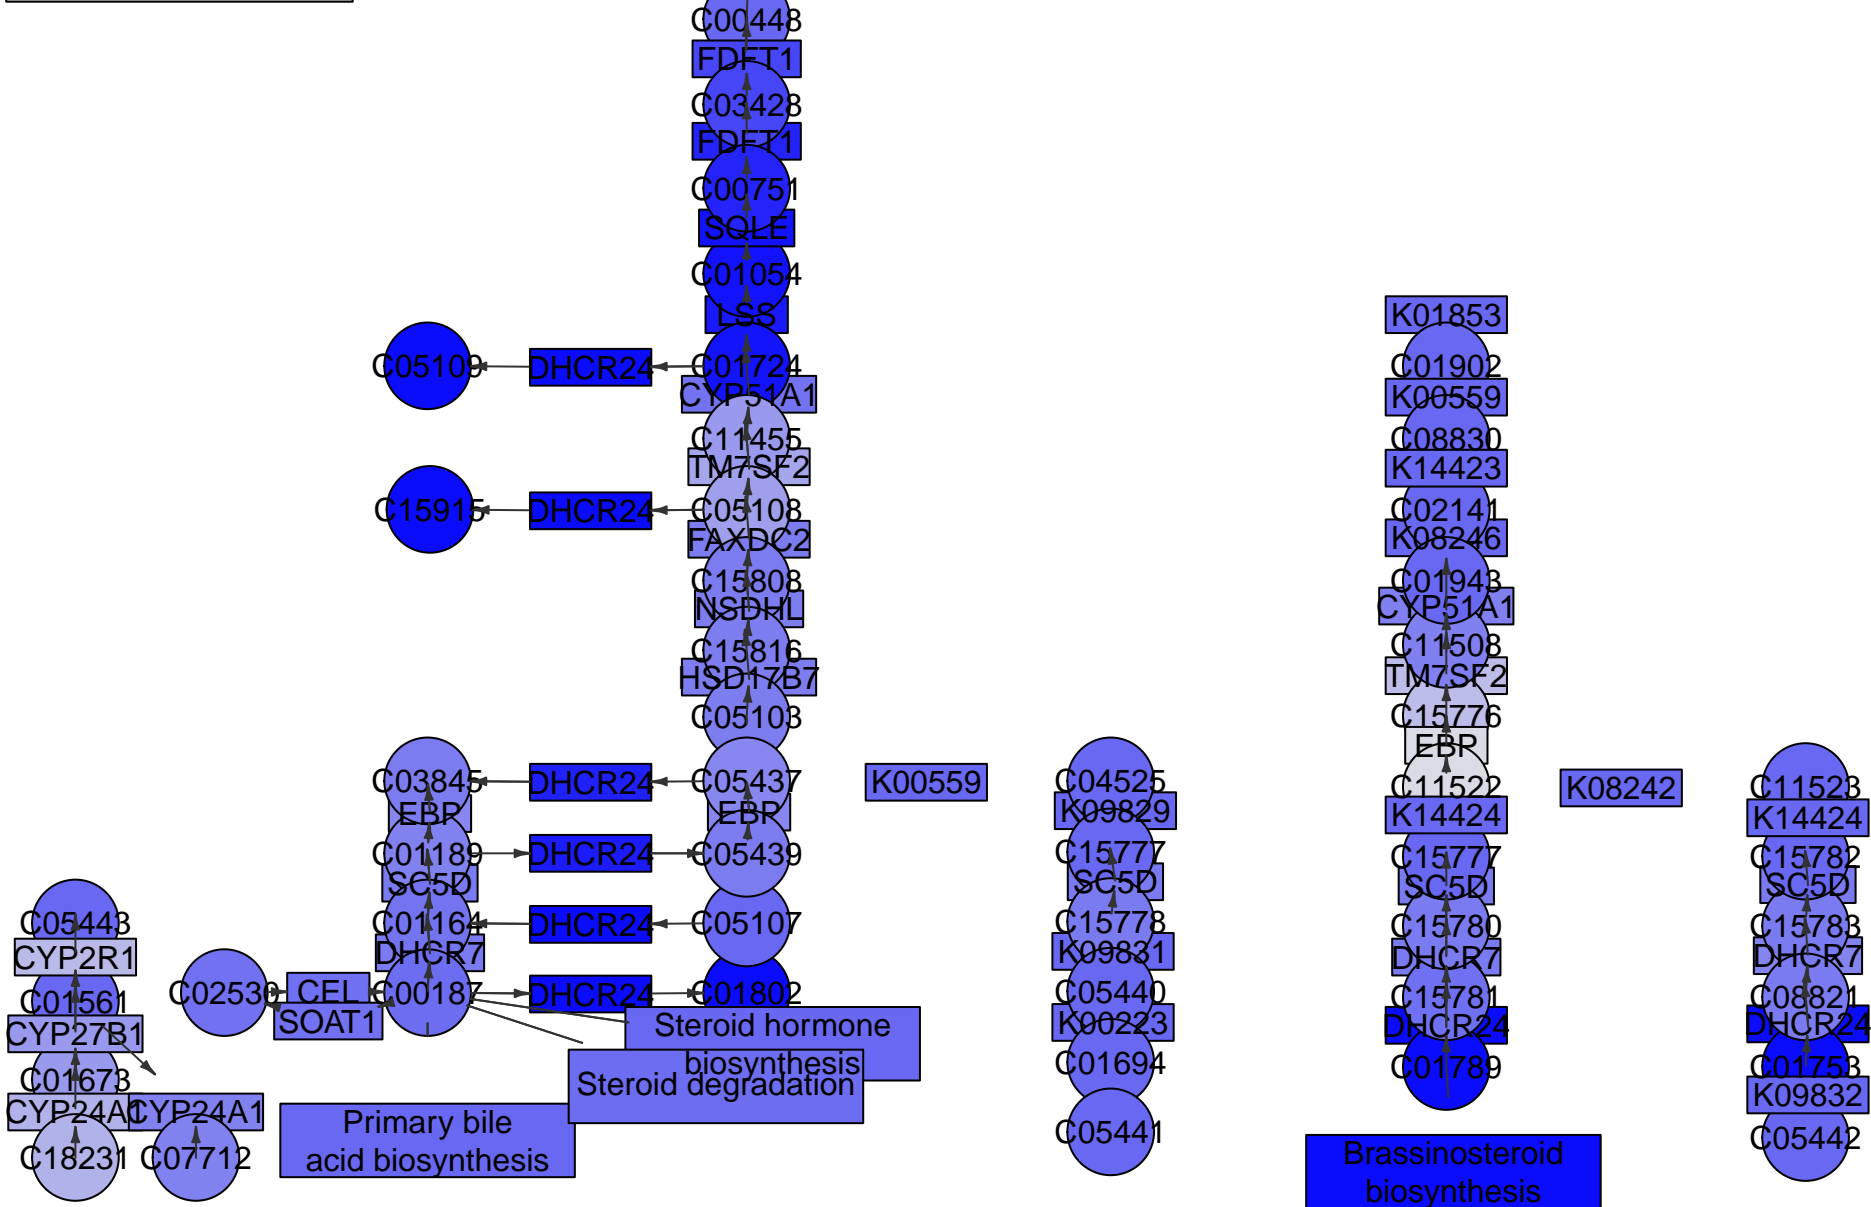 C00448
FDFT1
C03428
FDFT1
C00751
SQLE
C01054
LSS
C05109
DHCR24
C01724
CYP51A1
C11455
TM7SF2
C15915
DHCR24
C05108
FAXDC2
C15808
NSDHL
C15816
HSD17B7
C05103
C03845
DHCR24
C05437
EBP
EBP
C01189
DHCR24
C05439
SC5D
C01164
DHCR24
C05107
DHCR7
C02530
CEL
SOAT1
C00187
DHCR24
C01802
C05443
CYP2R1
C01561
CYP27B1
C01673
CYP24A1
CYP24A1
C18231
C07712
Steroid hormone
biosynthesis
Steroid degradation
Primary bile
acid biosynthesis
K00559
C04525
K09829
C15777
SC5D
C15778
K09831
C05440
K00223
C01694
C05441
K01853
C01902
K00559
C08830
K14423
C02141
K08246
C01943
CYP51A1
C11508
TM7SF2
C15776
EBP
C11522
K14424
C15777
SC5D
C15780
DHCR7
C15781
DHCR24
C01789
Brassinosteroid
biosynthesis
K08242
C11523
K14424
C15782
SC5D
C15783
DHCR7
C08821
DHCR24
C01753
K09832
C05442